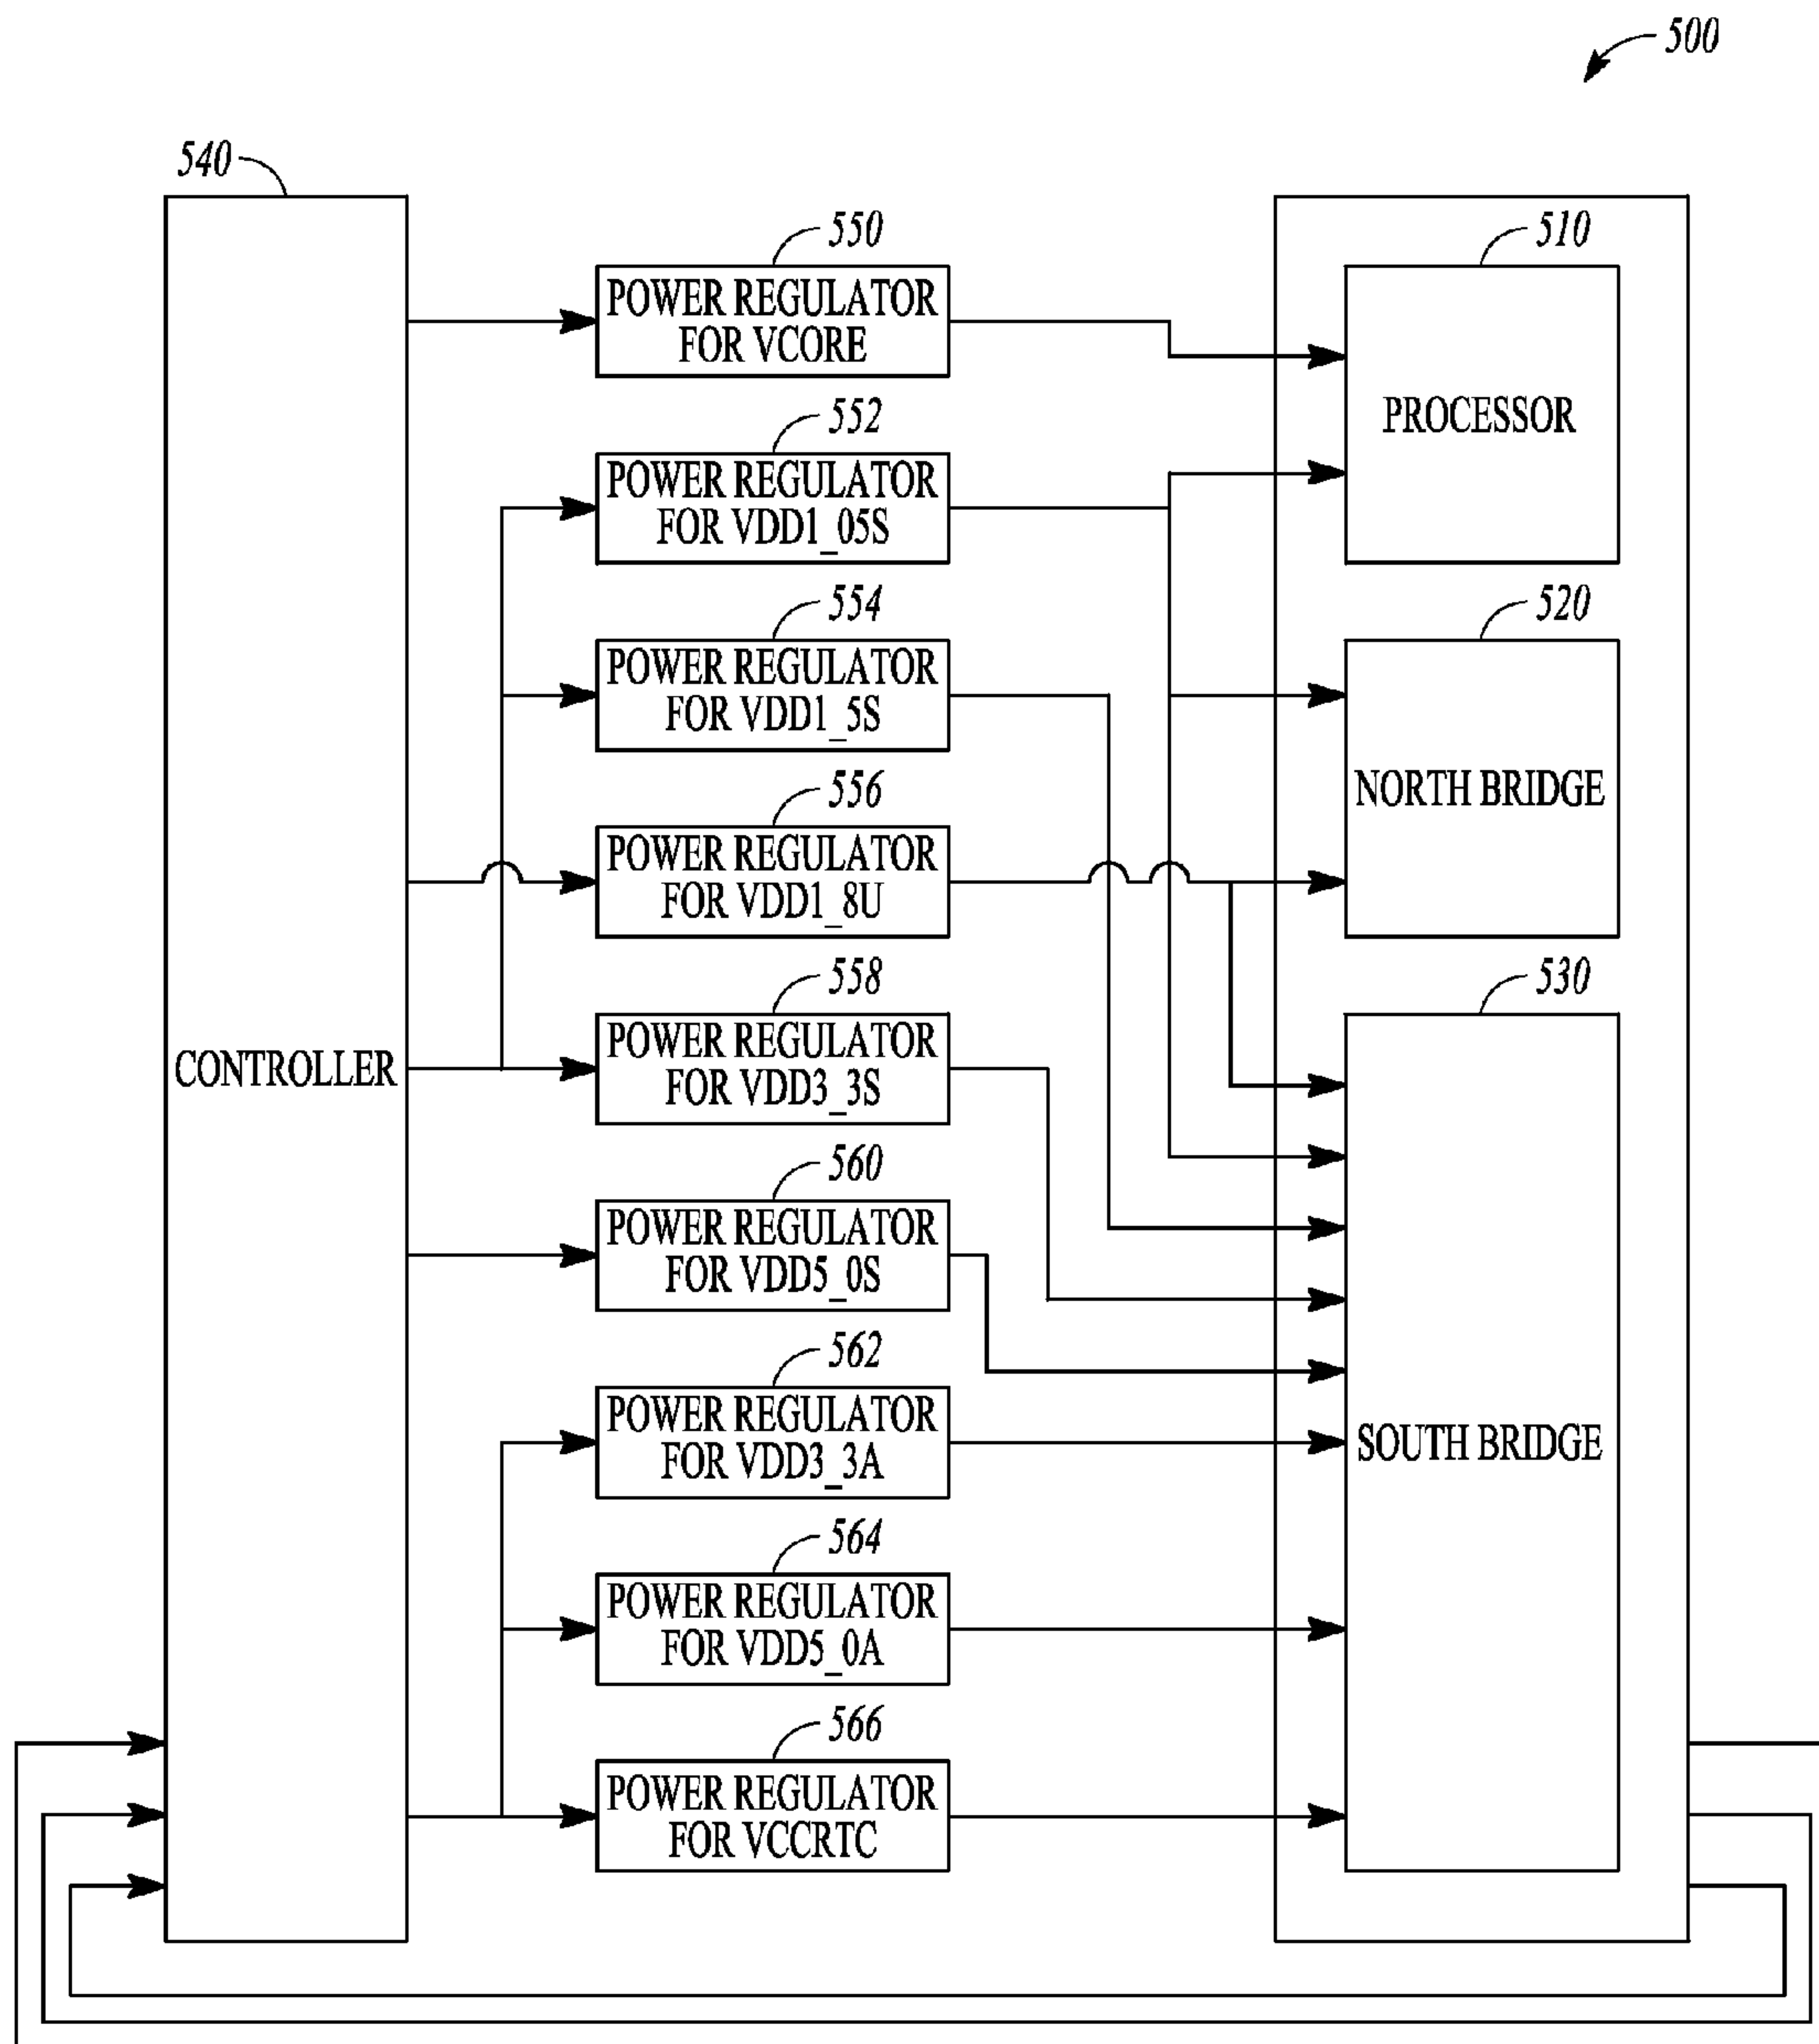 500
540
550
510
POWER REGULATOR
FOR VCORE
PROCESSOR
552
POWER REGULATOR
FOR VDD1_05S
554
520
POWER REGULATOR
FOR VDD1_5S
NORTH BRIDGE
556
POWER REGULATOR
FOR VDD1_8U
558
530
POWER REGULATOR
FOR VDD3_3S
CONTROLLER
560
POWER REGULATOR
FOR VDD5_0S
562
POWER REGULATOR
FOR VDD3_3A
SOUTH BRIDGE
564
POWER REGULATOR
FOR VDD5_0A
566
POWER REGULATOR
FOR VCCRTC